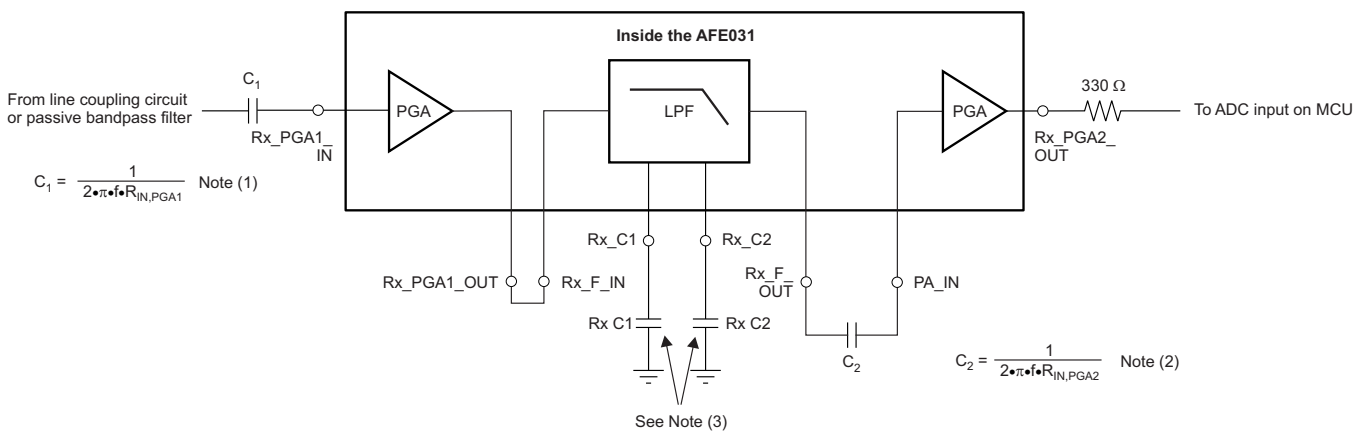 Inside the AFE031
C₁
From line coupling circuit
or passive bandpass filter
Rx_PGA1_
IN
PGA
LPF
PGA
330 Ω
Rx_PGA2_
OUT
To ADC input on MCU
C₁ = 1 / 2•π•f•R_IN,PGA1 Note (1)
Rx_C1
Rx_C2
Rx_PGA1_OUT
Rx_F_IN
Rx_F_
OUT
PA_IN
Rx C1
Rx C2
C₂
C₂ = 1 / 2•π•f•R_IN,PGA2 Note (2)
See Note (3)